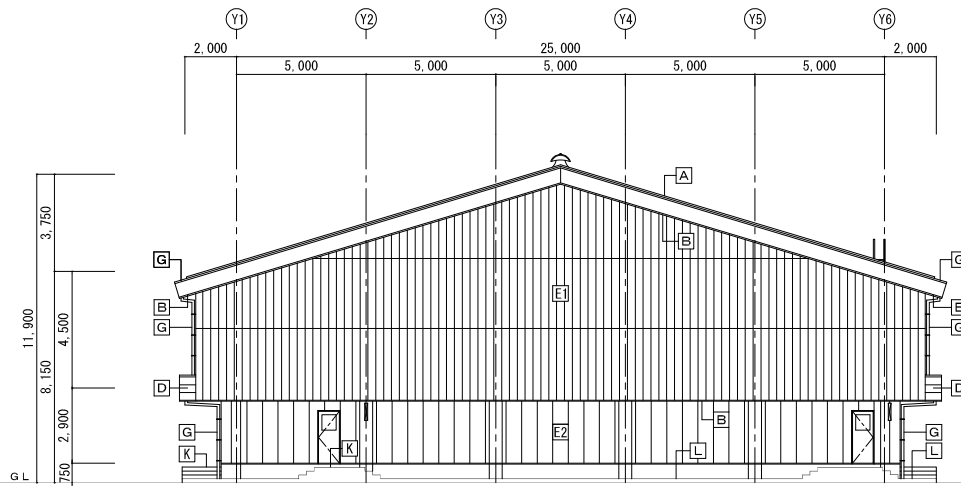 Y1 Y2 Y3 Y4 Y5 Y6
2,000 25,000 2,000
5,000 5,000 5,000 5,000 5,000
A
B
3,750
G G
E1
B B
G G
11,900
8,150
4,500
D D
B
2,900
G E2 G
K K L L
750
GL